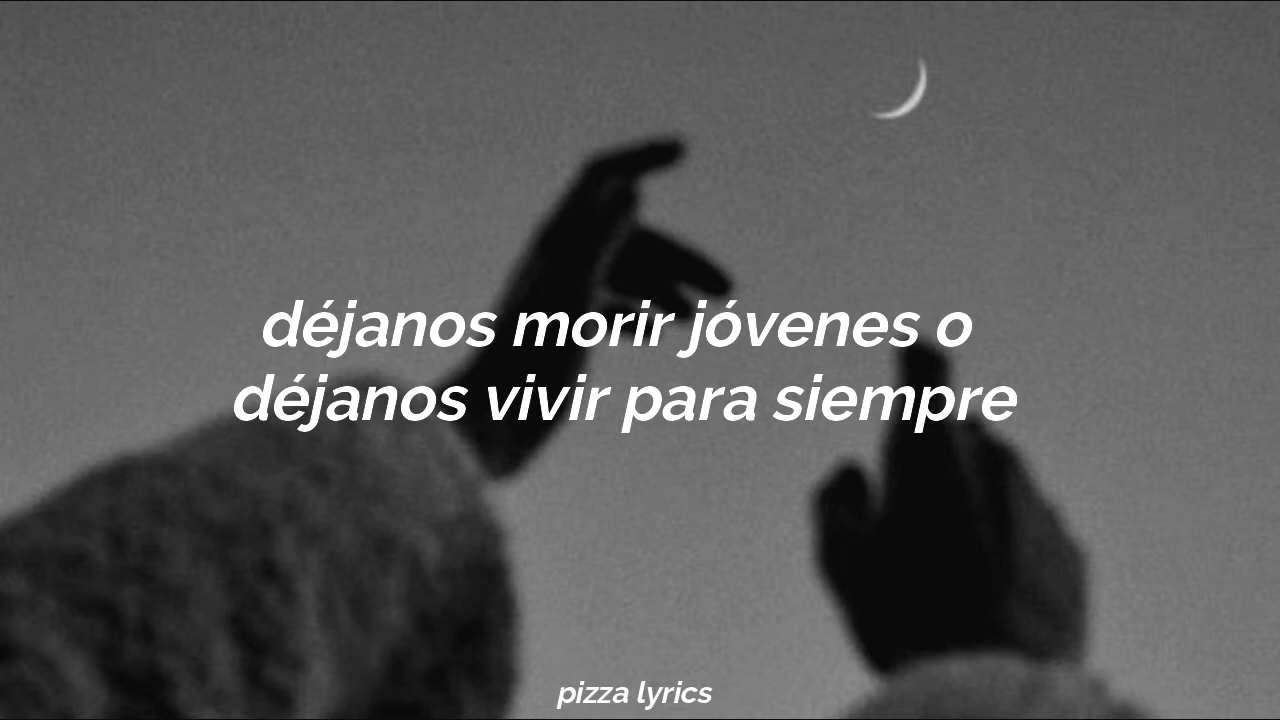 déjanos morir jóvenes o
déjanos vivir para siempre
pizza lyrics